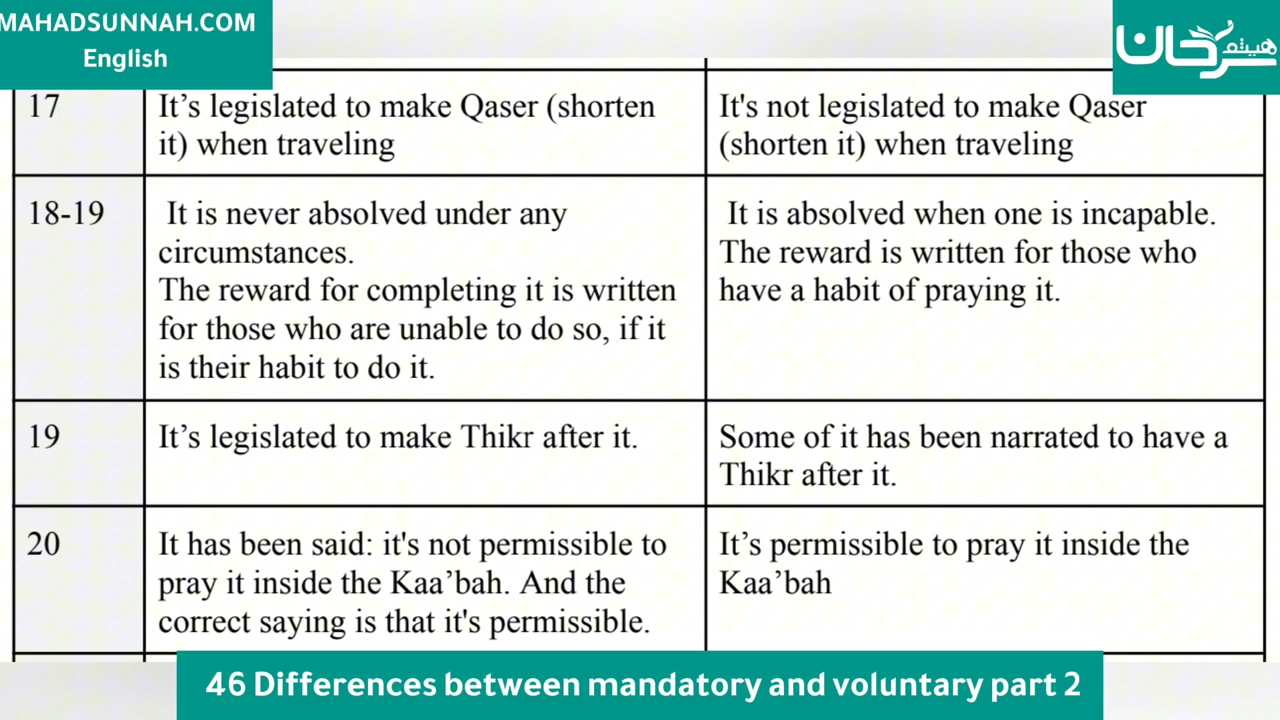 MAHADSUNNAH.COM
English
هيثم
سرحان
17
It’s legislated to make Qaser (shorten
it) when traveling
It's not legislated to make Qaser
(shorten it) when traveling
18-19
It is never absolved under any
circumstances.
The reward for completing it is written
for those who are unable to do so, if it
is their habit to do it.
It is absolved when one is incapable.
The reward is written for those who
have a habit of praying it.
19
It’s legislated to make Thikr after it.
Some of it has been narrated to have a
Thikr after it.
20
It has been said: it's not permissible to
pray it inside the Kaa’bah. And the
correct saying is that it's permissible.
It’s permissible to pray it inside the
Kaa’bah
46 Differences between mandatory and voluntary part 2